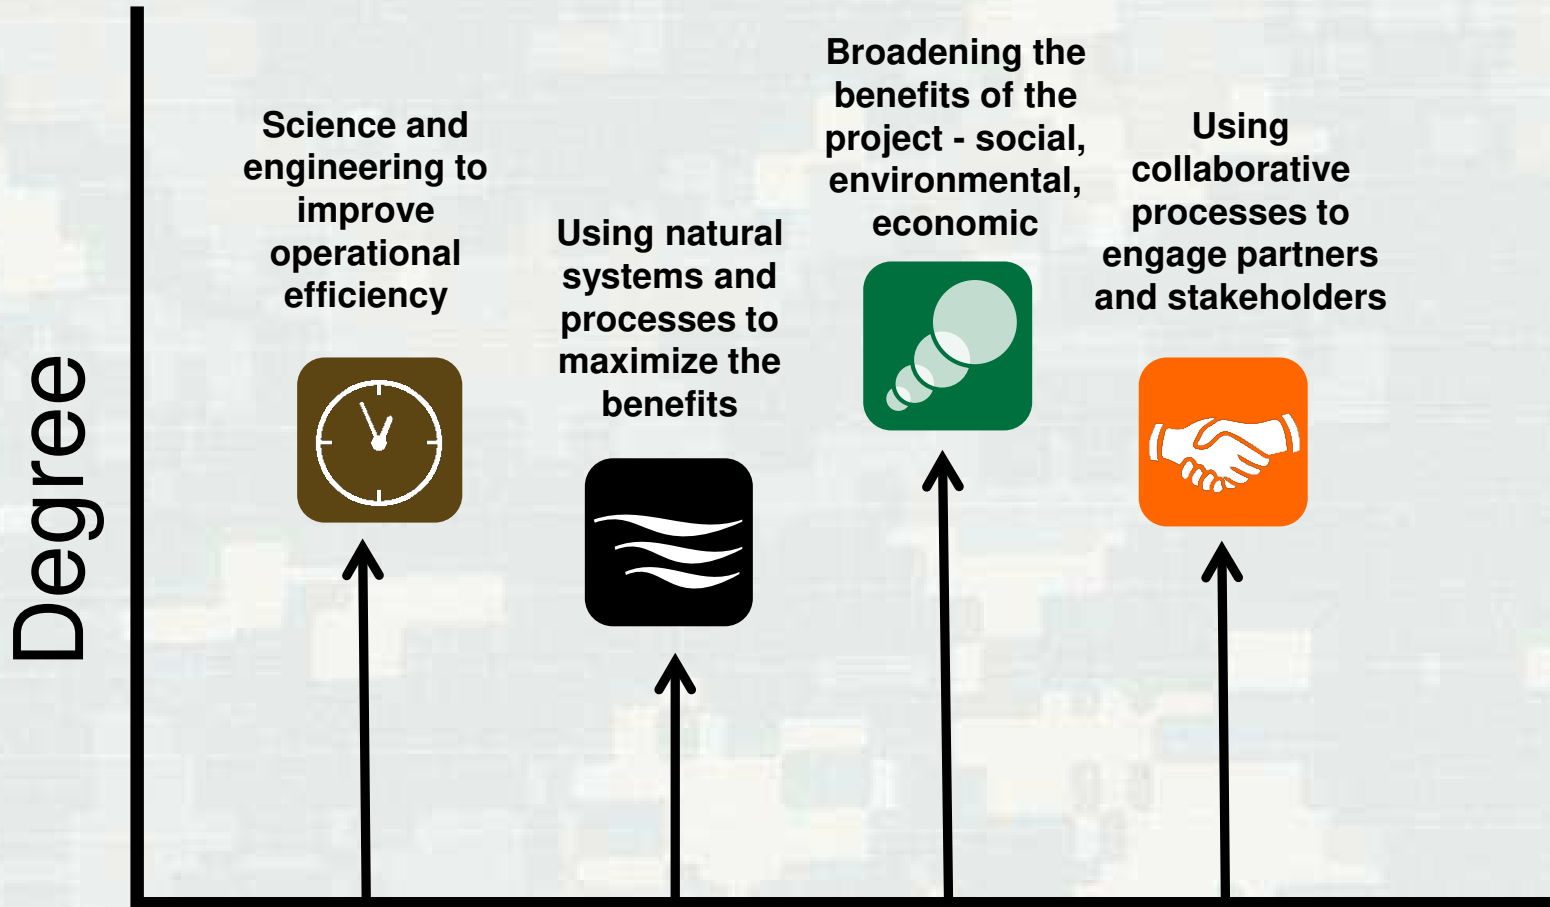 Degree
Science and
engineering to
improve
operational
efficiency
Using natural
systems and
processes to
maximize the
benefits
Broadening the
benefits of the
project - social,
environmental,
economic
Using
collaborative
processes to
engage partners
and stakeholders